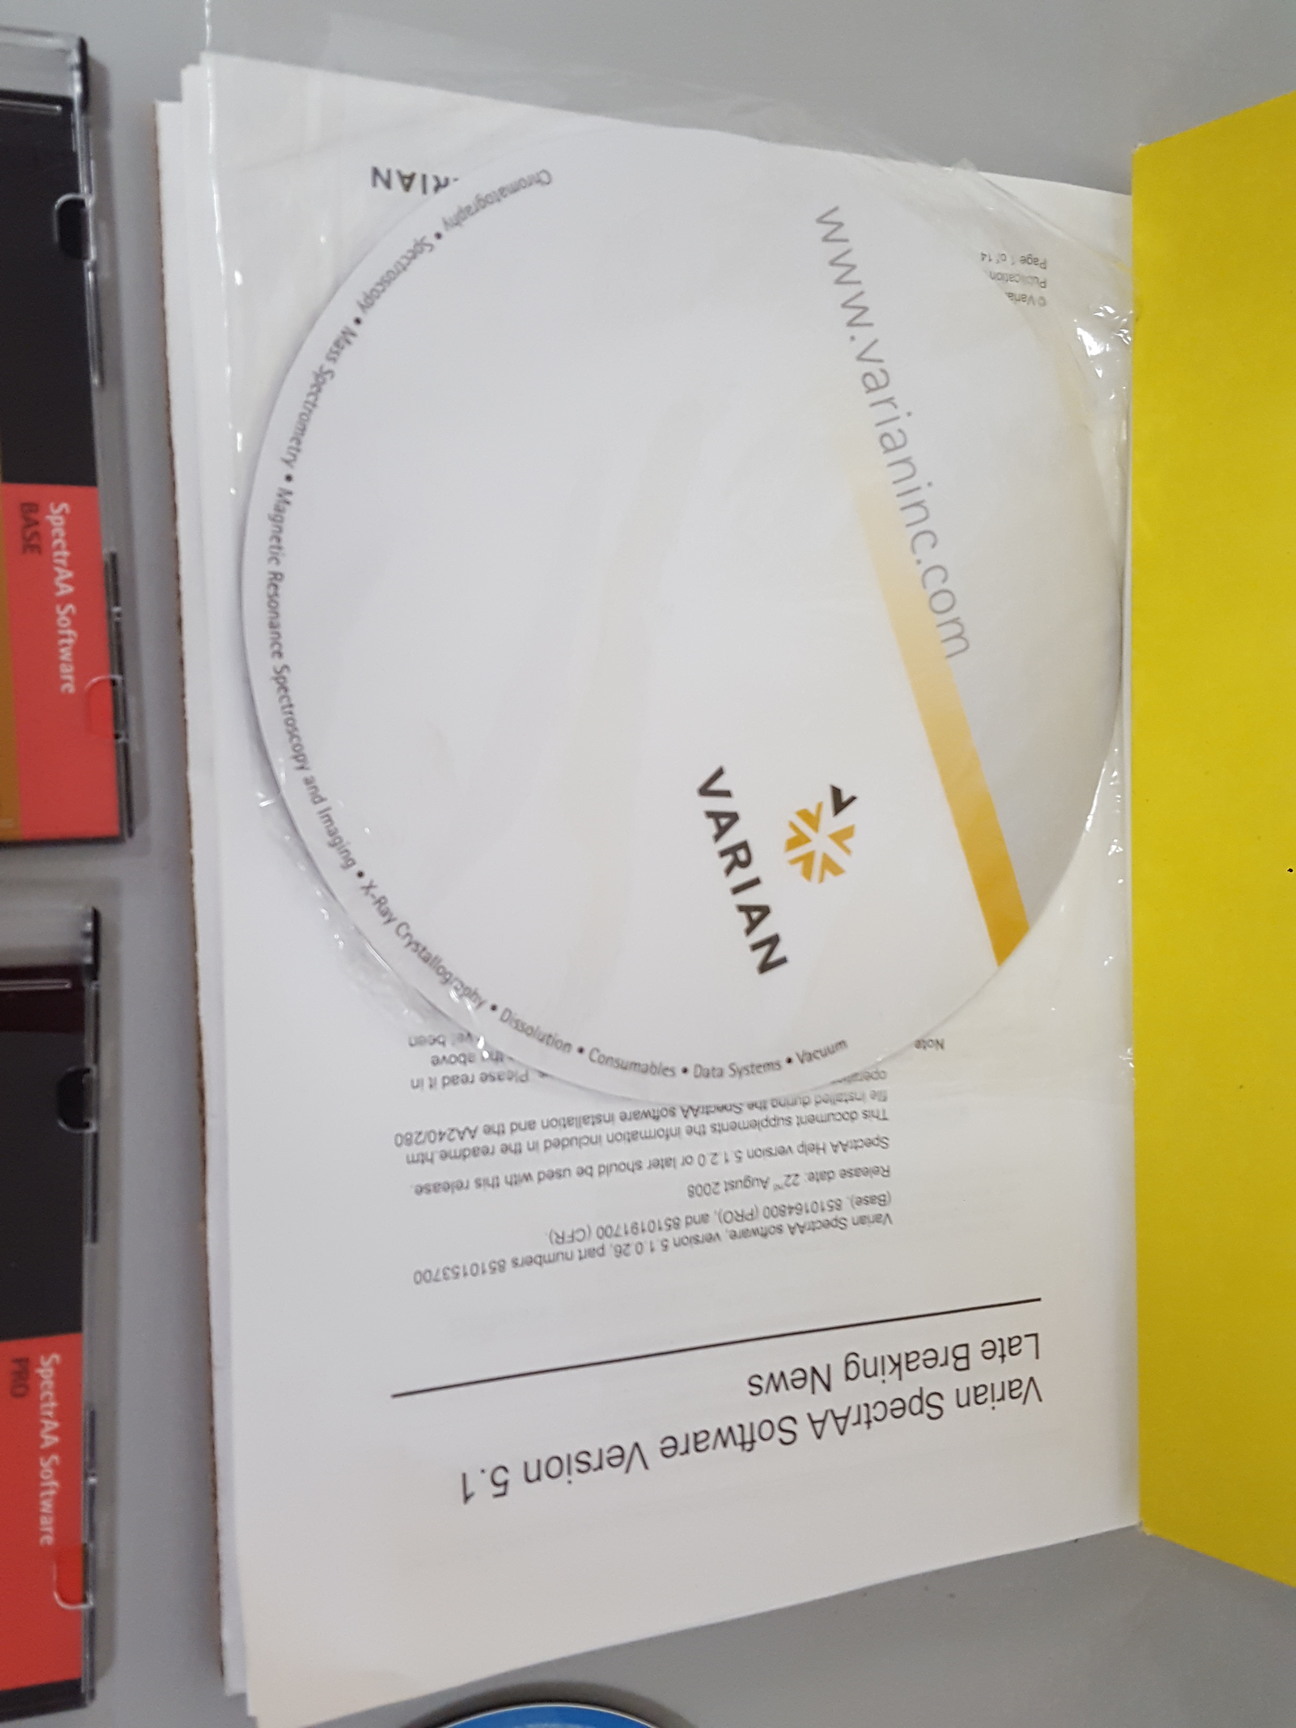 Varian SpectrAA Software Version 5.1
Late Breaking News
Varian SpectrAA software, version 5.1.0.26, part numbers 8510153700
(Base), 8510164800 (PRO), and 8510191700 (CFR).
Release date: 22nd August 2008
SpectrAA Help version 5.1.2.0 or later should be used with this release.
This document supplements the information included in the readme.htm
file installed during the SpectrAA software installation and the AA240/280
Please read it in
above
been
Note
Page 1 of 14
VARIAN
www.varianinc.com
Chromatography • Spectroscopy • Mass Spectrometry • Magnetic Resonance Spectroscopy and Imaging • X-Ray Crystallography • Dissolution • Consumables • Data Systems • Vacuum
SpectrAA Software
BASE
SpectrAA Software
PRO